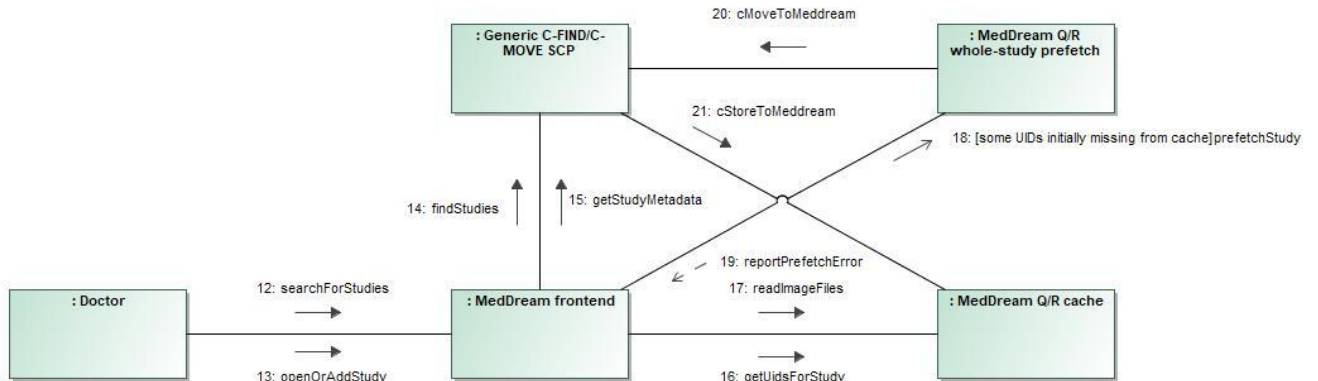 20: cMoveToMeddream
: Generic C-FIND/C-
MOVE SCP
: MedDream Q/R
whole-study prefetch
21: cStoreToMeddream
18: [some UIDs initially missing from cache]prefetchStudy
14: findStudies
15: getStudyMetadata
19: reportPrefetchError
12: searchForStudies
17: readImageFiles
: Doctor
: MedDream frontend
: MedDream Q/R cache
13: openOrAddStudy
16: getUidsForStudy